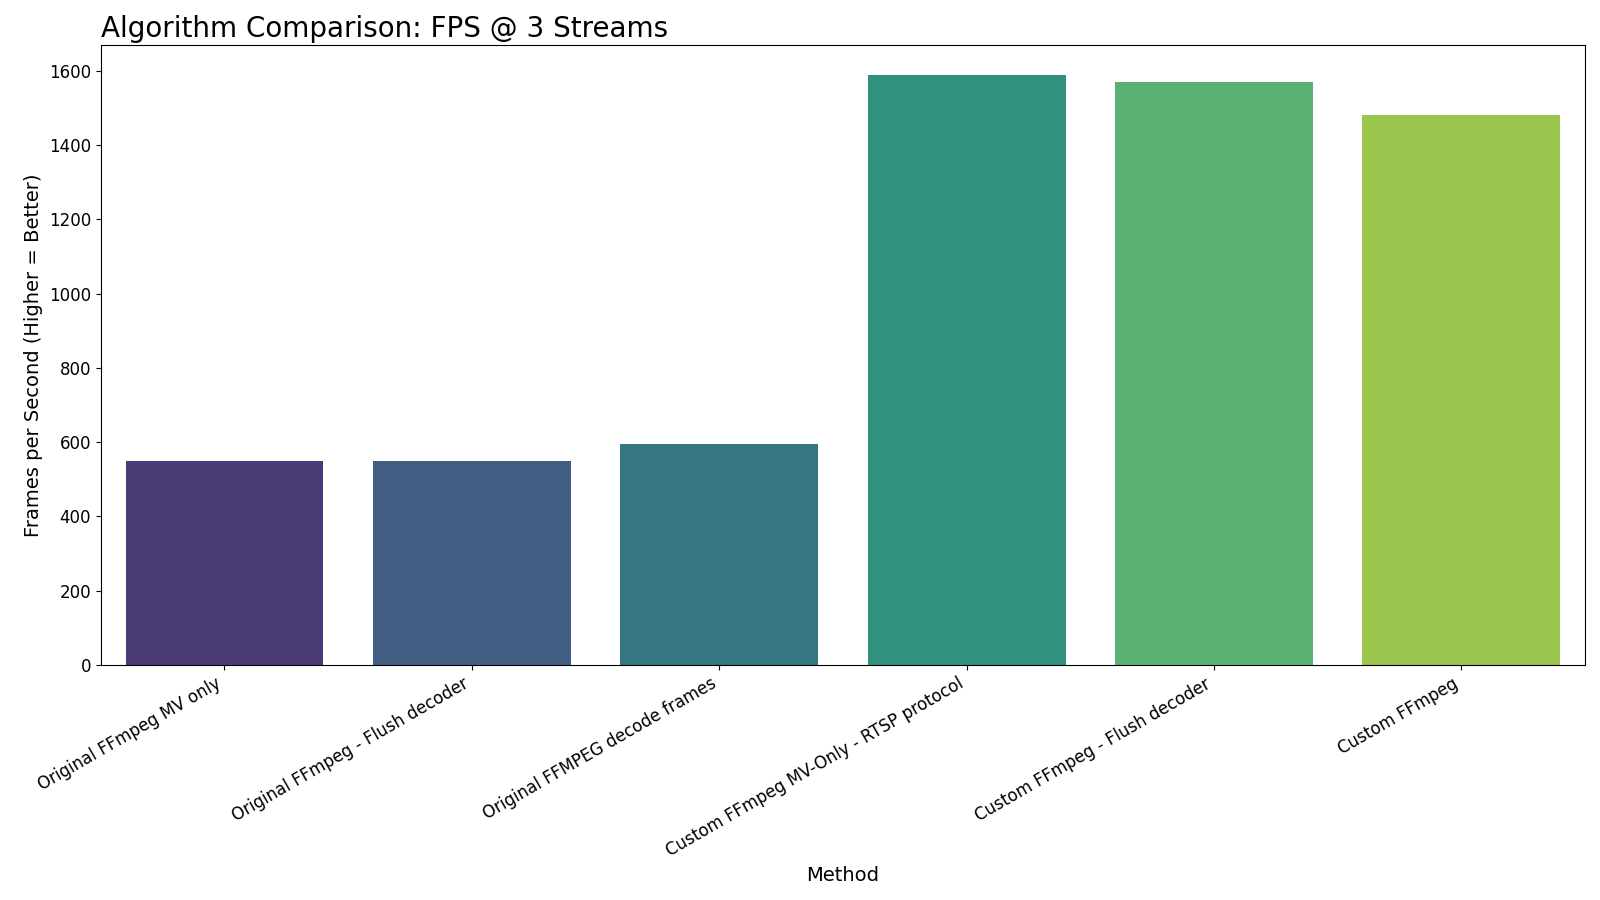 Algorithm Comparison: FPS @ 3 Streams
Frames per Second (Higher = Better)
1600
1400
1200
1000
800
600
400
200
0
Original FFmpeg MV only
Original FFmpeg - Flush decoder
Original FFMPEG decode frames
Custom FFmpeg MV-Only - RTSP protocol
Custom FFmpeg - Flush decoder
Custom FFmpeg
Method